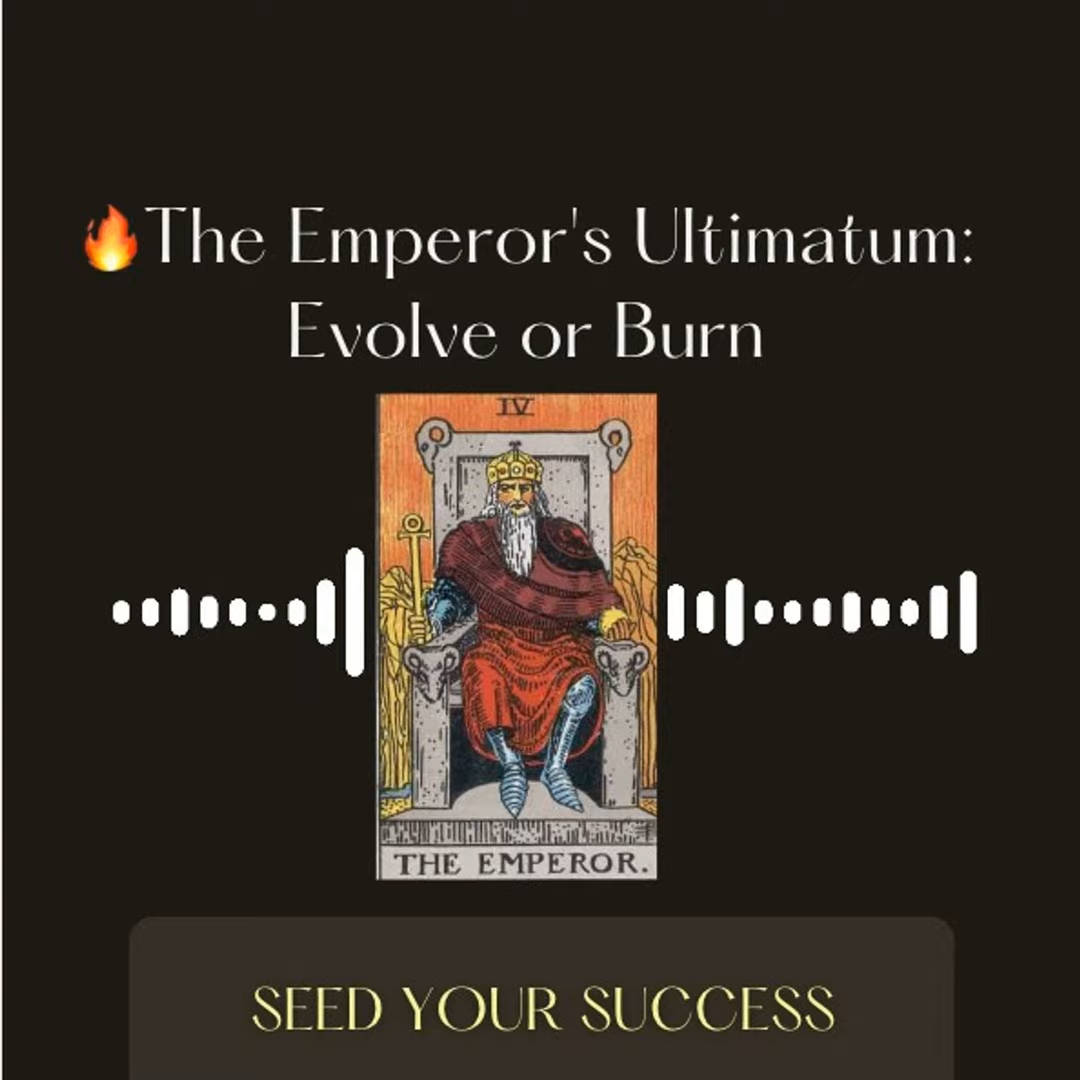 🔥The Emperor's Ultimatum:
Evolve or Burn
IV
THE EMPEROR.
SEED YOUR SUCCESS